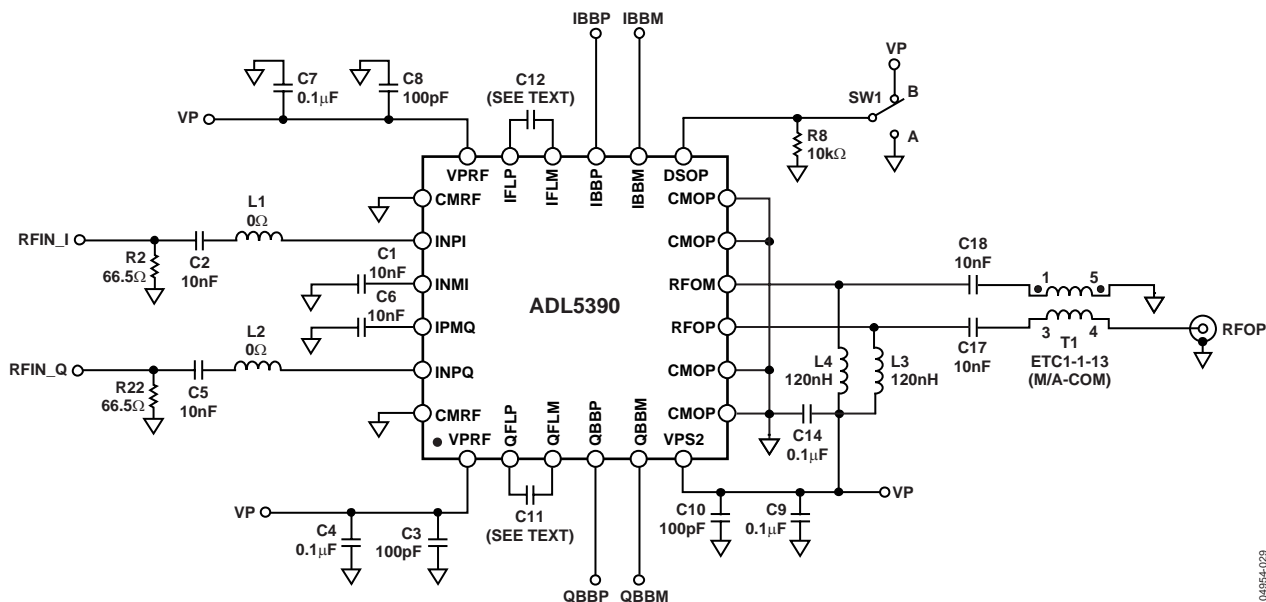 IBBP IBBM
VP
C7
0.1µF
C8
100pF
C12
(SEE TEXT)
SW1
B
A
VP
R8
10kΩ
VPRF
IFLP
IFLM
IBBP
IBBM
DSOP
CMRF
CMOP
L1
0Ω
RFIN_I
R2
66.5Ω
C2
10nF
INPI
CMOP
C1
10nF
INMI
RFOM
C18
10nF
1 5
C6
10nF
ADL5390
IPMQ
RFOP
C17
10nF
3 4
T1
ETC1-1-13
(M/A-COM)
RFOP
L2
0Ω
RFIN_Q
R22
66.5Ω
C5
10nF
INPQ
CMOP
L4
120nH
L3
120nH
CMRF
CMOP
C14
0.1µF
VPRF
QFLP
QFLM
QBBP
QBBM
VPS2
VP
C4
0.1µF
C3
100pF
C11
(SEE TEXT)
C10
100pF
C9
0.1µF
VP
QBBP QBBM
04954-029